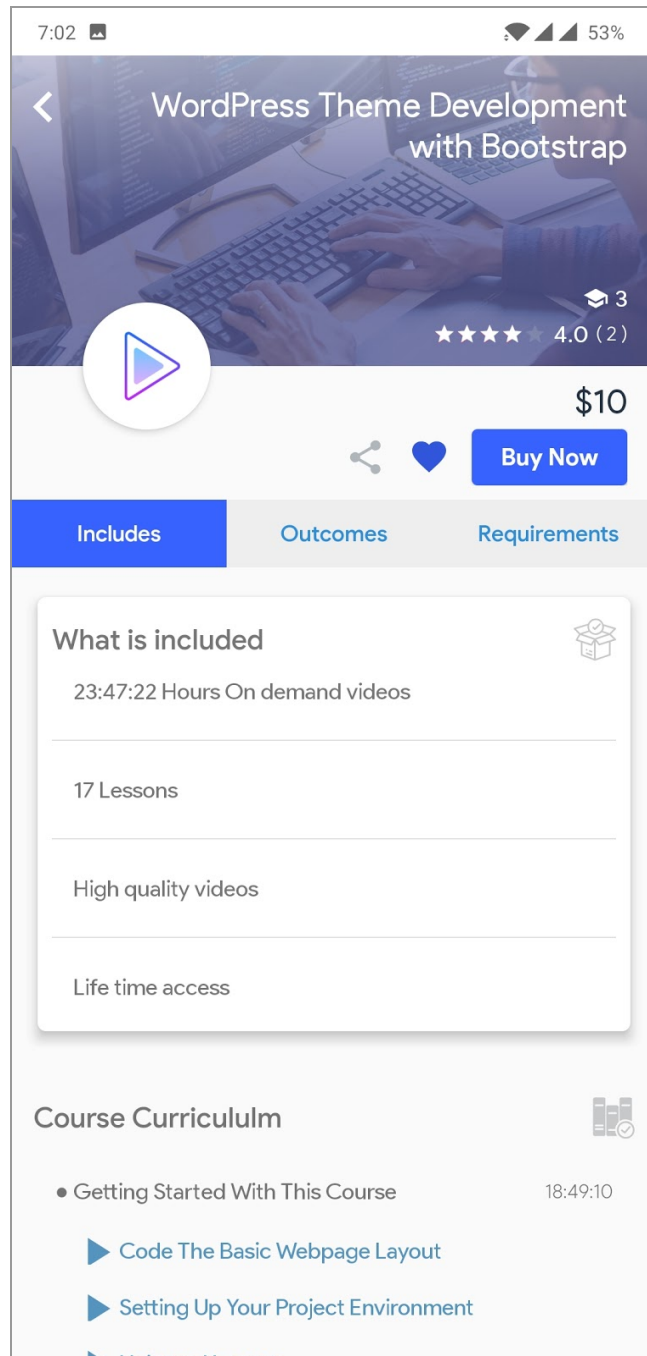 7:02 53%
WordPress Theme Development
with Bootstrap
3
4.0 (2)
$10
Buy Now
Includes Outcomes Requirements
What is included
23:47:22 Hours On demand videos
17 Lessons
High quality videos
Life time access
Course Curricululm
Getting Started With This Course 18:49:10
Code The Basic Webpage Layout
Setting Up Your Project Environment